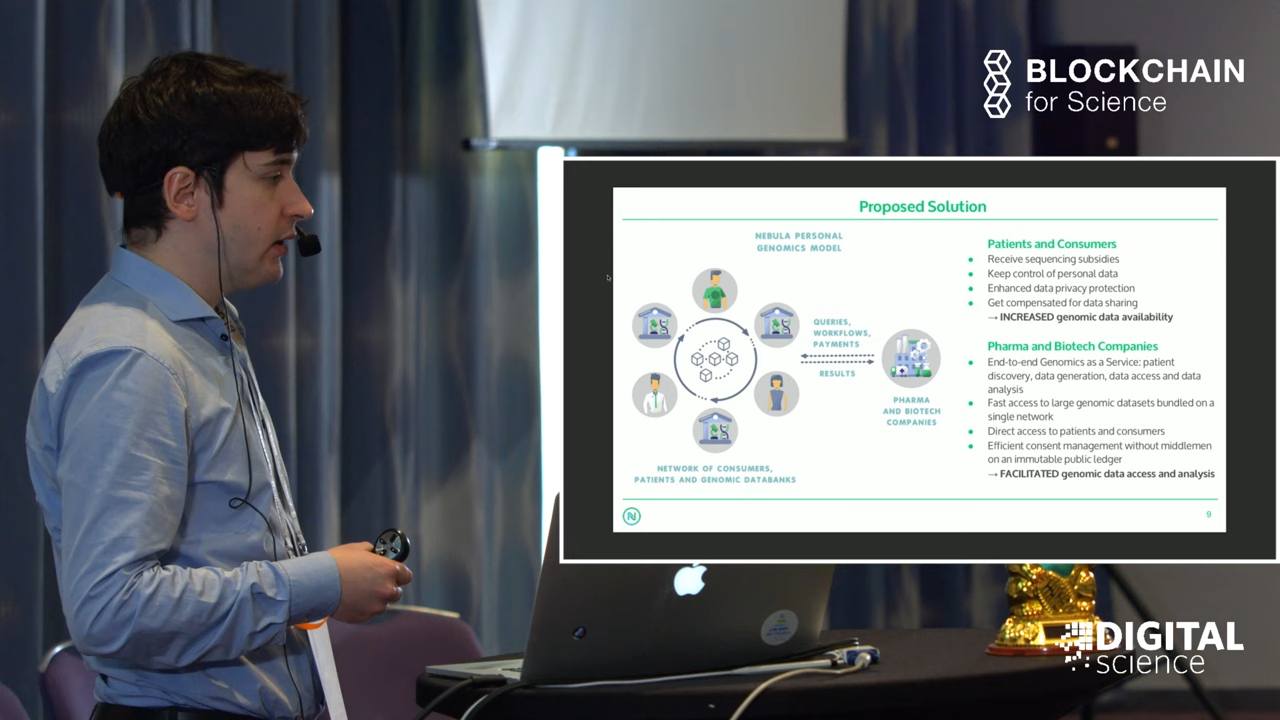 BLOCKCHAIN
for Science
Proposed Solution
NEBULA PERSONAL
GENOMICS MODEL
QUERIES,
WORKFLOWS,
PAYMENTS
RESULTS
PHARMA
AND BIOTECH
COMPANIES
NETWORK OF CONSUMERS,
PATIENTS AND GENOMIC DATABANKS
Patients and Consumers
● Receive sequencing subsidies
● Keep control of personal data
● Enhanced data privacy protection
● Get compensated for data sharing
→ INCREASED genomic data availability
Pharma and Biotech Companies
● End-to-end Genomics as a Service: patient
discovery, data generation, data access and data
analysis
● Fast access to large genomic datasets bundled on a
single network
● Direct access to patients and consumers
● Efficient consent management without middlemen
on an immutable public ledger
→ FACILITATED genomic data access and analysis
N
9
DIGITAL
science